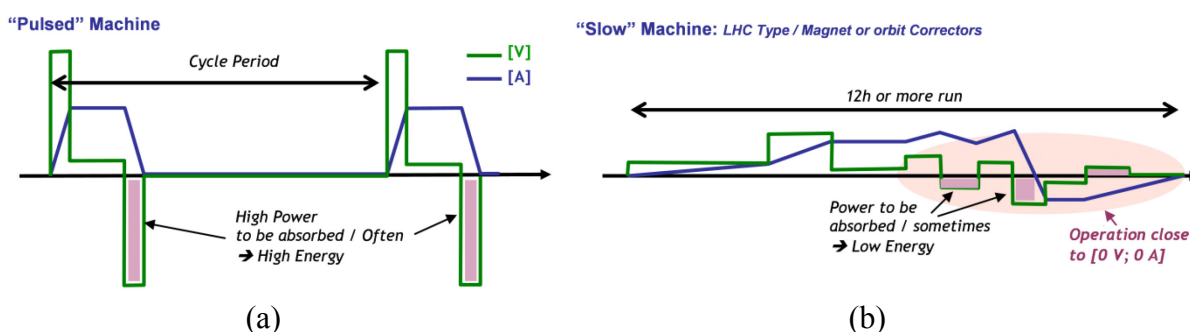 “Pulsed” Machine
Cycle Period
[V]
[A]
High Power
to be absorbed / Often
➔ High Energy
(a)
“Slow” Machine: LHC Type / Magnet or orbit Correctors
12h or more run
Power to be
absorbed / sometimes
➔ Low Energy
Operation close
to [0 V; 0 A]
(b)